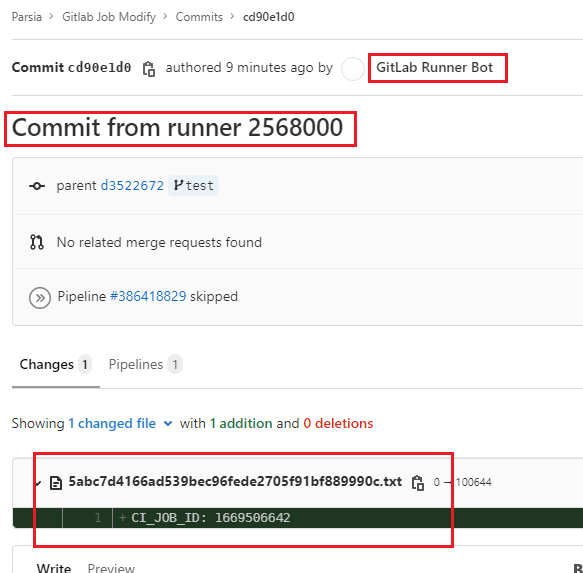 Parsia > Gitlab Job Modify > Commits > cd90e1d0
Commit cd90e1d0 authored 9 minutes ago by GitLab Runner Bot
Commit from runner 2568000
parent d3522672 test
No related merge requests found
Pipeline #386418829 skipped
Changes 1 Pipelines 1
Showing 1 changed file with 1 addition and 0 deletions
5abc7d4166ad539bec96fede2705f91bf889990c.txt 0 → 100644
1 + CI_JOB_ID: 1669506642
Write Preview B